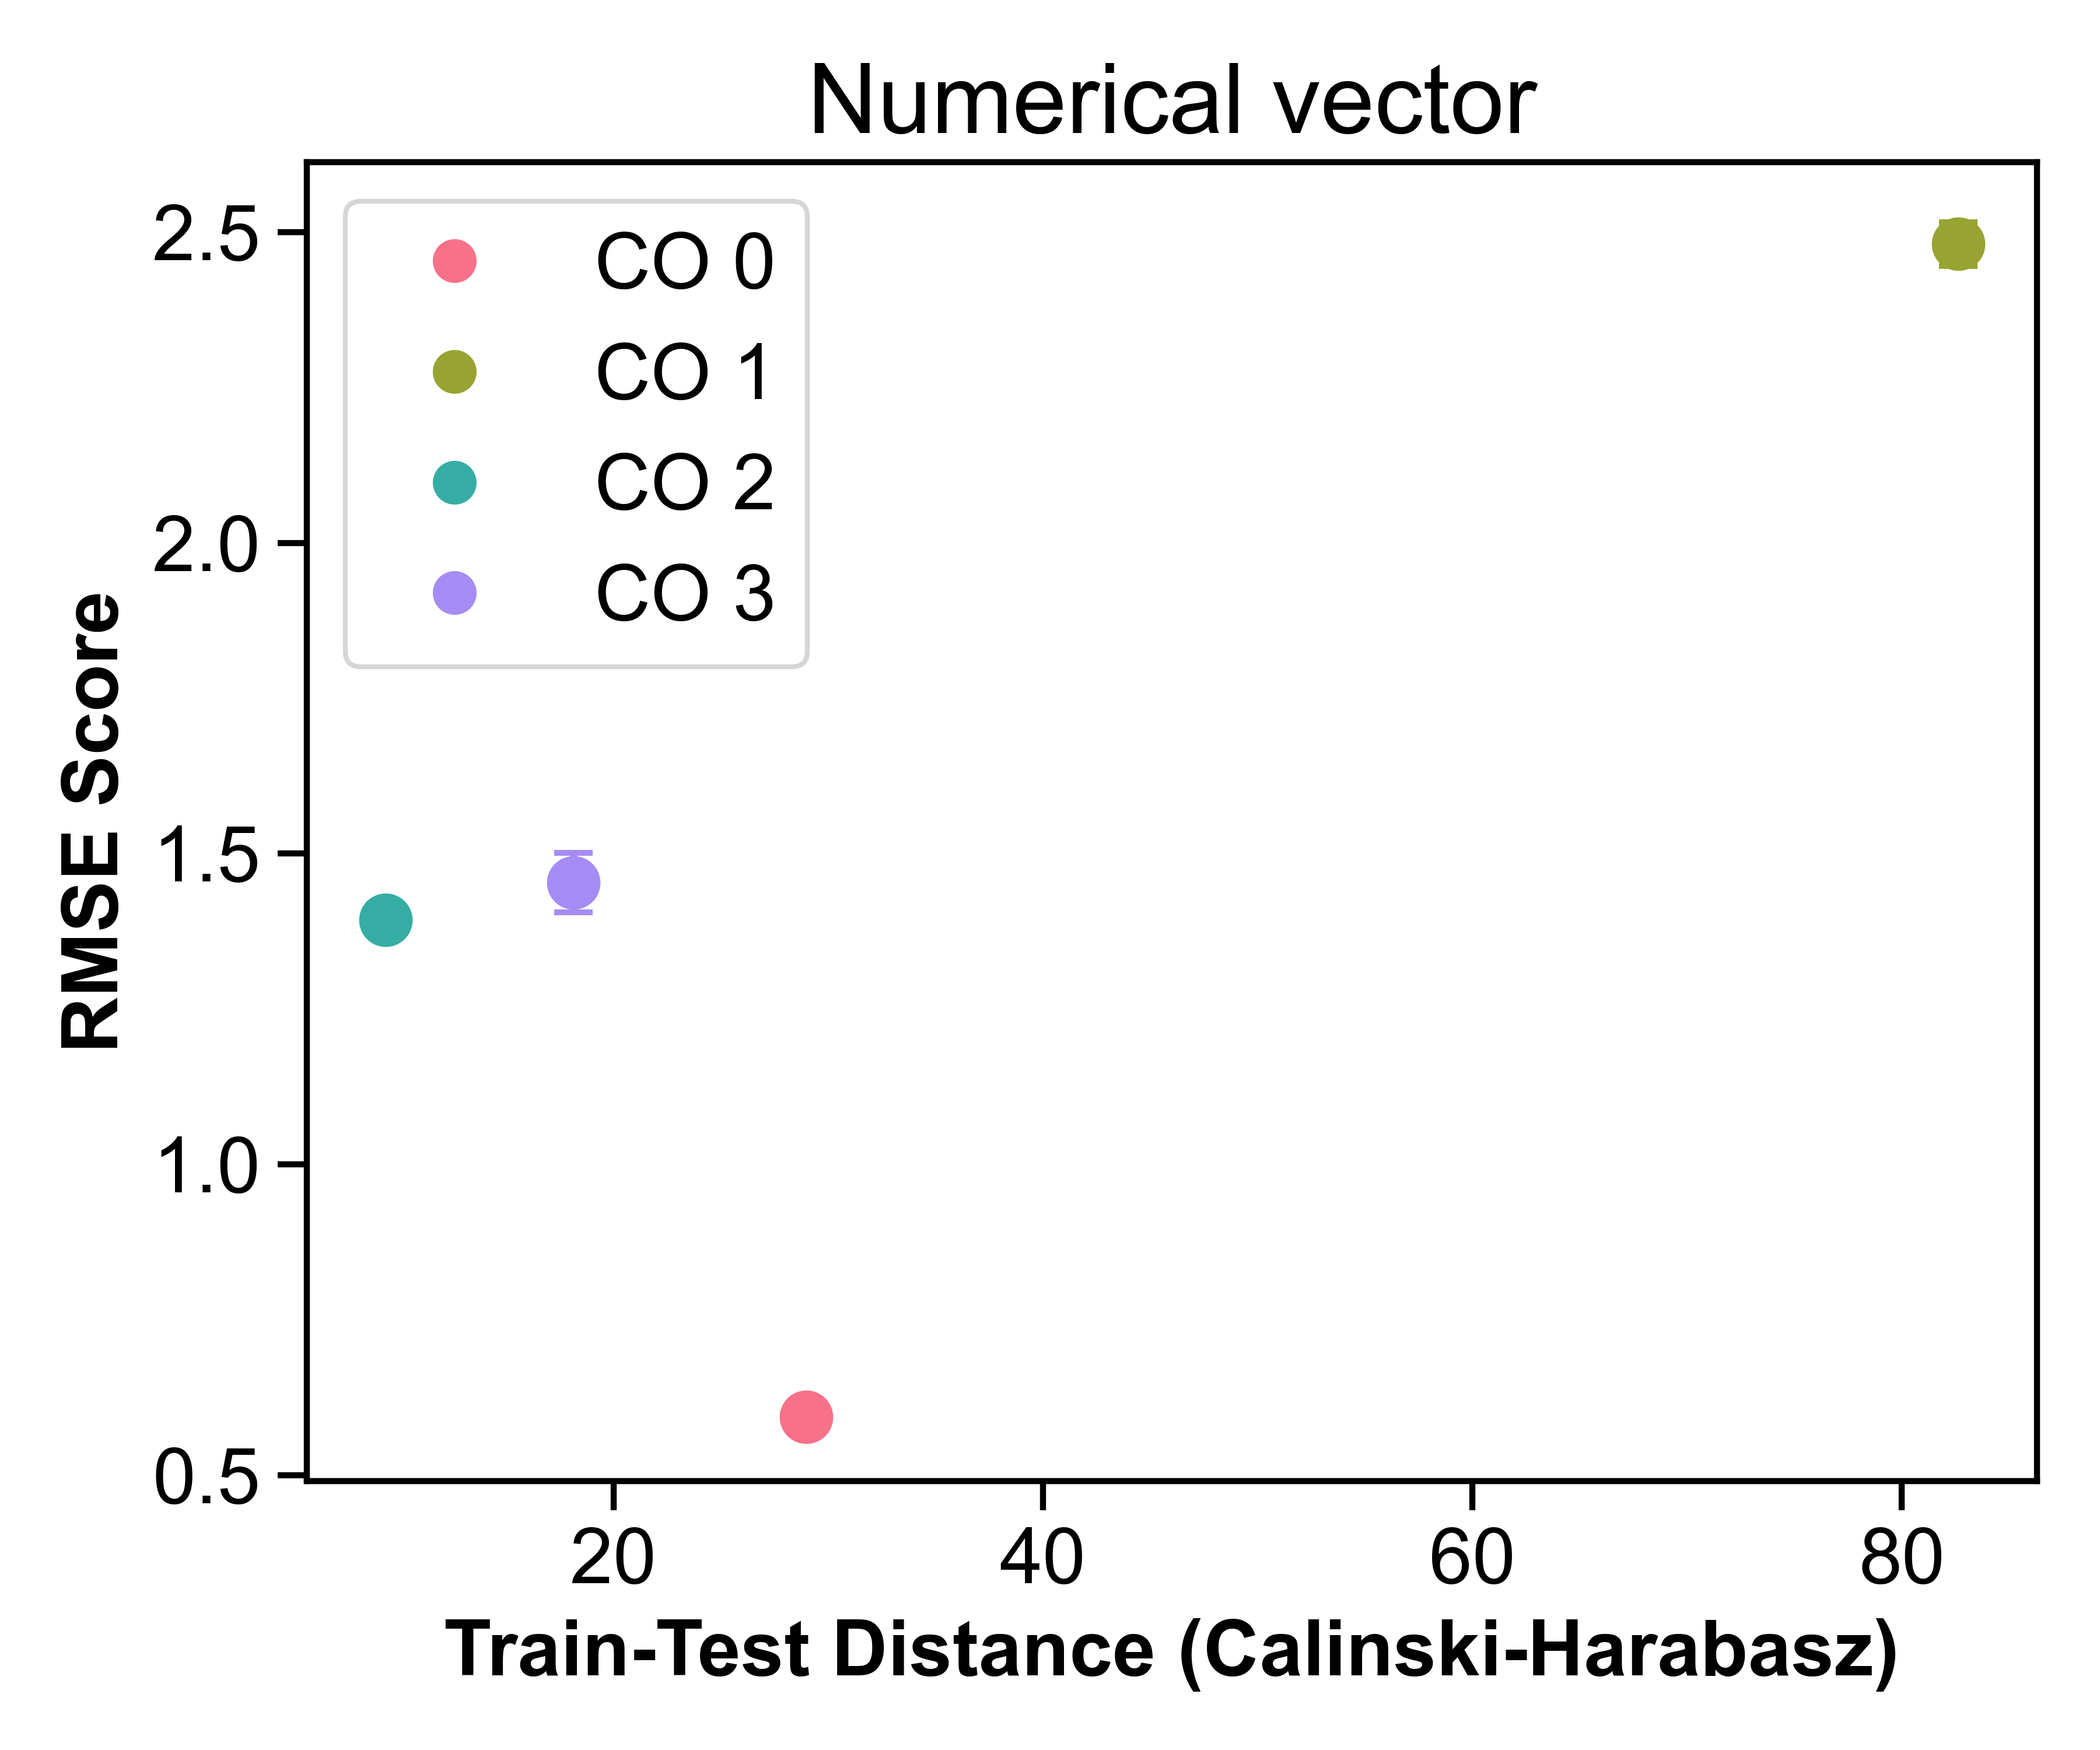 Numerical vector
CO 0
CO 1
CO 2
CO 3
2.5
2.0
1.5
1.0
0.5
RMSE Score
20 40 60 80
Train-Test Distance (Calinski-Harabasz)